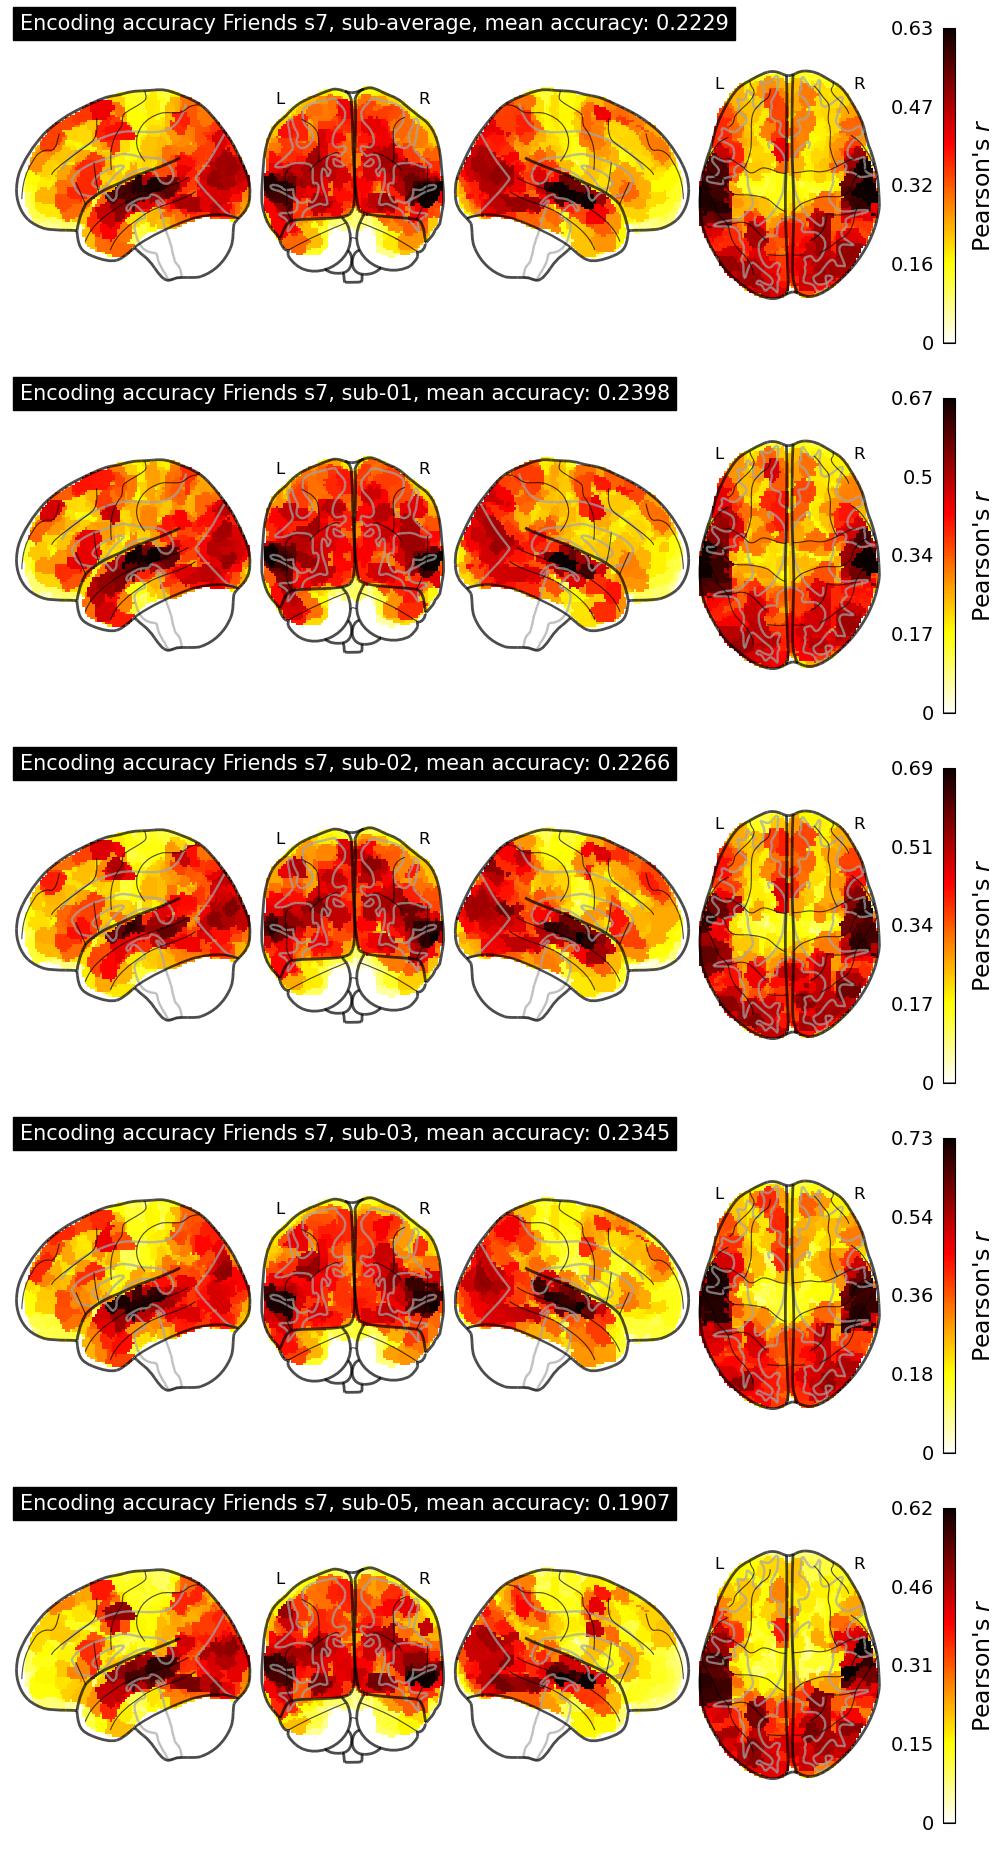 Encoding accuracy Friends s7, sub-average, mean accuracy: 0.2229
L R L R
0.63
0.47
0.32
0.16
0
Pearson's r
Encoding accuracy Friends s7, sub-01, mean accuracy: 0.2398
L R L R
0.67
0.5
0.34
0.17
0
Pearson's r
Encoding accuracy Friends s7, sub-02, mean accuracy: 0.2266
L R L R
0.69
0.51
0.34
0.17
0
Pearson's r
Encoding accuracy Friends s7, sub-03, mean accuracy: 0.2345
L R L R
0.73
0.54
0.36
0.18
0
Pearson's r
Encoding accuracy Friends s7, sub-05, mean accuracy: 0.1907
L R L R
0.62
0.46
0.31
0.15
0
Pearson's r